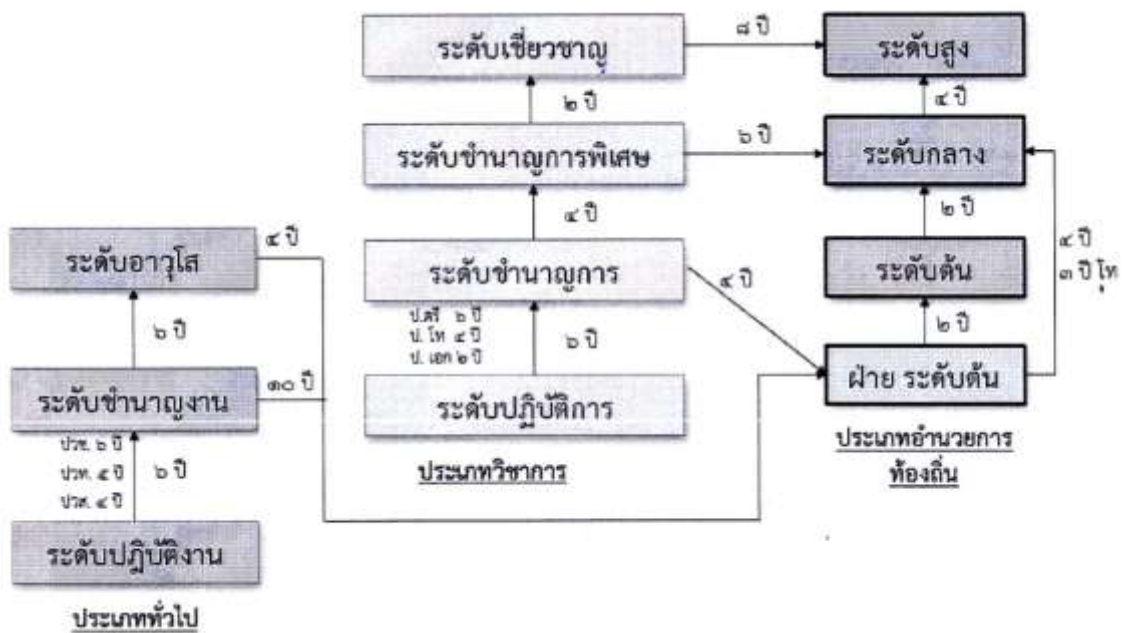 ระดับเชี่ยวชาญ
๘ ปี
ระดับสูง
๒ ปี
๔ ปี
ระดับชำนาญการพิเศษ
๖ ปี
ระดับกลาง
๔ ปี
๒ ปี
ระดับอาวุโส
๔ ปี
ระดับชำนาญการ
๙ ปี
ระดับต้น
๔ ปี
๓ ปี โท
๖ ปี
ป.ตรี ๖ ปี
ป. โท ๔ ปี
ป. เอก ๒ ปี
๖ ปี
๒ ปี
ระดับชำนาญงาน
๑๐ ปี
ระดับปฏิบัติการ
ฝ่าย ระดับต้น
ปวช. ๖ ปี
ปวท. ๕ ปี
ปวส. ๔ ปี
๖ ปี
ประเภทวิชาการ
ประเภทอำนวยการ
ท้องถิ่น
ระดับปฏิบัติงาน
ประเภททั่วไป